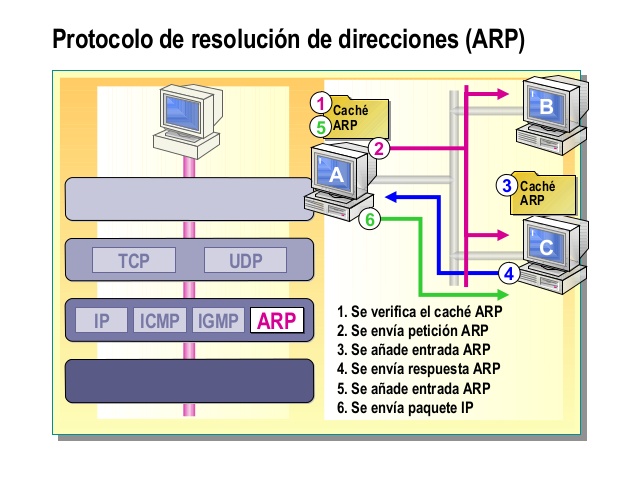 Protocolo de resolución de direcciones (ARP)
1
Caché
5
ARP
2
A
B
3
Caché
ARP
6
C
4
TCP
UDP
IP
ICMP
IGMP
ARP
1. Se verifica el caché ARP
2. Se envía petición ARP
3. Se añade entrada ARP
4. Se envía respuesta ARP
5. Se añade entrada ARP
6. Se envía paquete IP